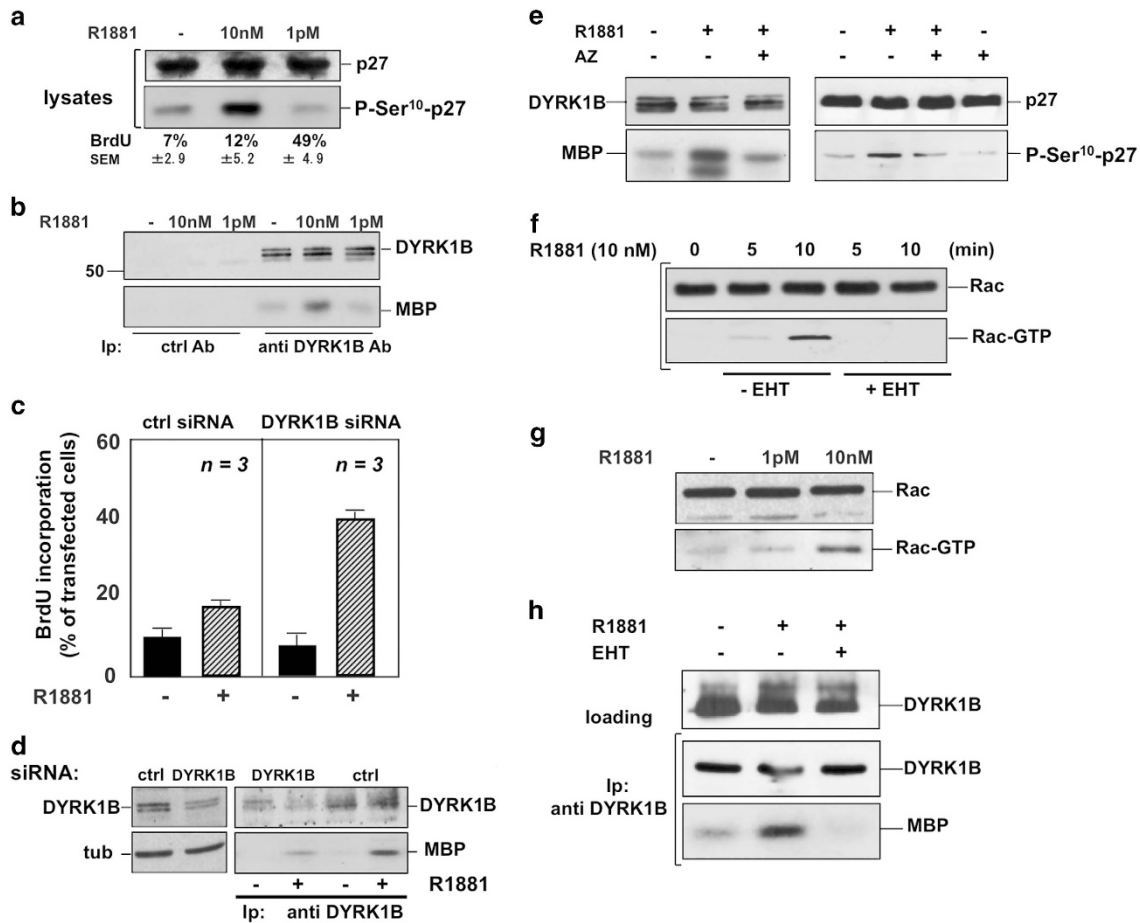 a
R1881 - 10nM 1pM
p27
lysates
P-Ser10-p27
BrdU 7% 12% 49%
SEM ±2.9 ±5.2 ± 4.9
b
R1881 - 10nM 1pM - 10nM 1pM
DYRK1B
50
MBP
Ip: ctrl Ab anti DYRK1B Ab
c
ctrl siRNA DYRK1B siRNA
60
n = 3 n = 3
40
20
0
BrdU incorporation
(% of transfected cells)
R1881 - + - +
d
siRNA: ctrl DYRK1B DYRK1B ctrl
DYRK1B DYRK1B
tub MBP
- + - + R1881
Ip: anti DYRK1B
e
R1881 - + + - + + -
AZ - - + - - + +
DYRK1B p27
MBP P-Ser10-p27
f
R1881 (10 nM) 0 5 10 5 10 (min)
Rac
Rac-GTP
- EHT + EHT
g
R1881 - 1pM 10nM
Rac
Rac-GTP
h
R1881 - + +
EHT - - +
loading DYRK1B
DYRK1B
Ip:
anti DYRK1B
MBP